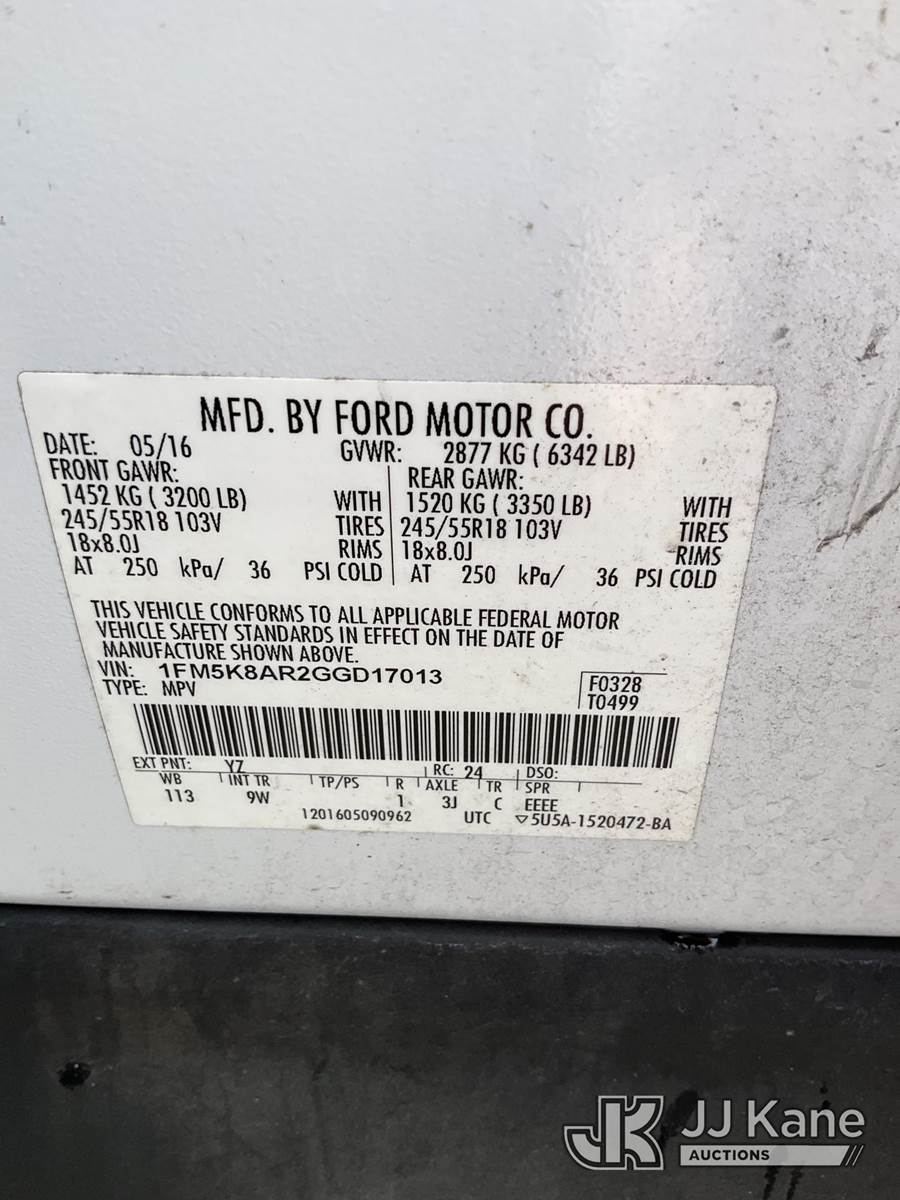 MFD. BY FORD MOTOR CO.
DATE: 05/16 GVWR: 2877 KG ( 6342 LB)
FRONT GAWR: REAR GAWR:
1452 KG ( 3200 LB) WITH 1520 KG ( 3350 LB) WITH
245/55R18 103V TIRES 245/55R18 103V TIRES
18x8.0J RIMS 18x8.0J RIMS
AT 250 kPa/ 36 PSI COLD AT 250 kPa/ 36 PSI COLD
THIS VEHICLE CONFORMS TO ALL APPLICABLE FEDERAL MOTOR
VEHICLE SAFETY STANDARDS IN EFFECT ON THE DATE OF
MANUFACTURE SHOWN ABOVE.
VIN: 1FM5K8AR2GGD17013
TYPE: MPV
F0328
T0499
EXT PNT: YZ RC: 24 DSO:
WB INT TR TP/PS R AXLE TR SPR
113 9W 1 3J C EEEE
1201605090962 UTC ▽5U5A-1520472-BA
JK JJ Kane
AUCTIONS